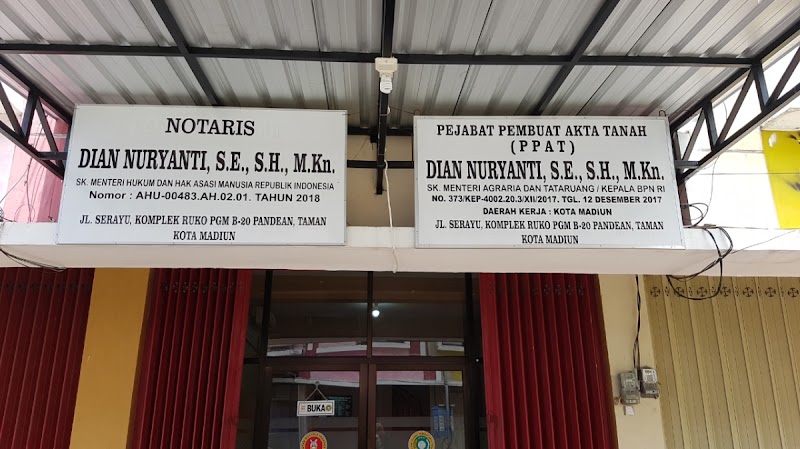 NOTARIS
DIAN NURYANTI, S.E., S.H., M.Kn.
SK. MENTERI HUKUM DAN HAK ASASI MANUSIA REPUBLIK INDONESIA
Nomor : AHU-00483.AH.02.01. TAHUN 2018
JL. SERAYU, KOMPLEK RUKO PGM B-20 PANDEAN, TAMAN
KOTA MADIUN
PEJABAT PEMBUAT AKTA TANAH
(PPAT)
DIAN NURYANTI, S.E., S.H., M.Kn.
SK. MENTERI AGRARIA DAN TATARUANG / KEPALA BPN RI
NO. 373/KEP-4002.20.3/XII/2017. TGL. 12 DESEMBER 2017
DAERAH KERJA : KOTA MADIUN
JL. SERAYU, KOMPLEK RUKO PGM B-20 PANDEAN, TAMAN
KOTA MADIUN
BUKA